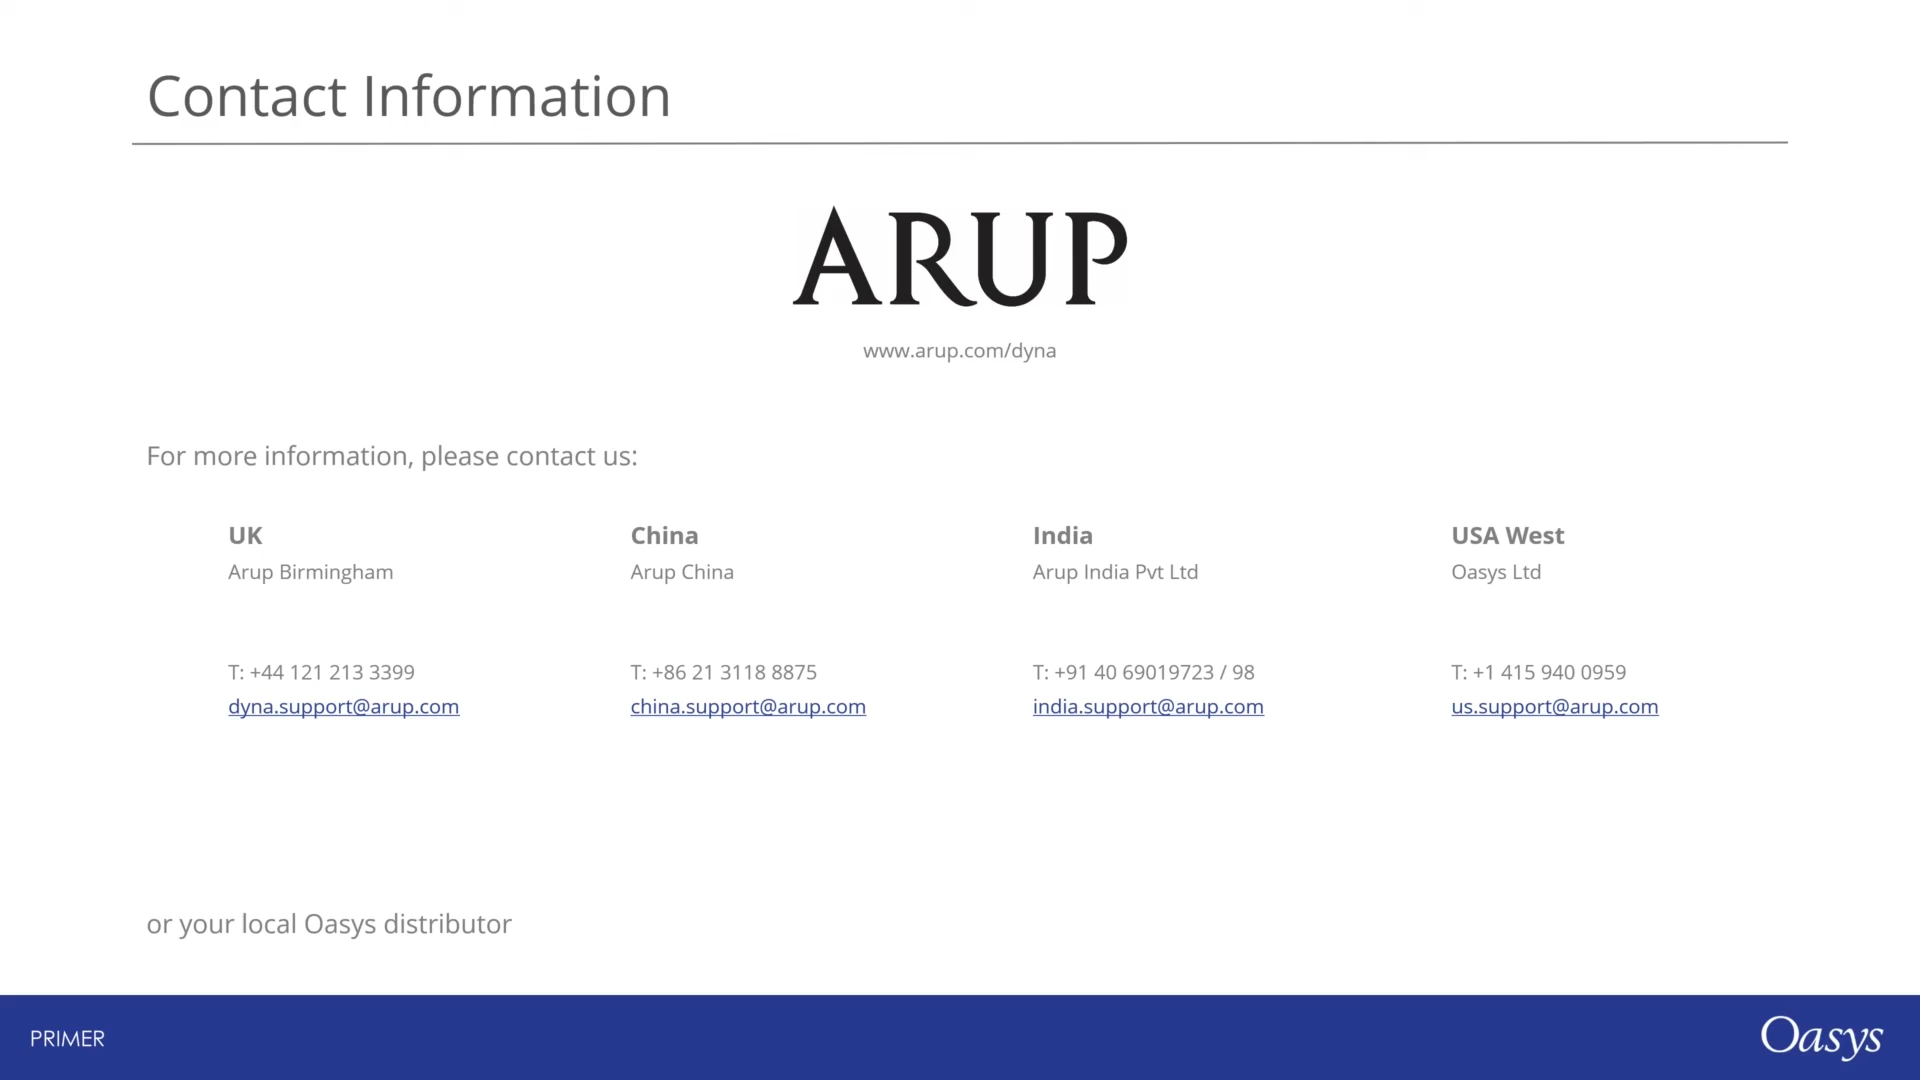 Contact Information
ARUP
www.arup.com/dyna
For more information, please contact us:
UK
Arup Birmingham
T: +44 121 213 3399
dyna.support@arup.com
China
Arup China
T: +86 21 3118 8875
china.support@arup.com
India
Arup India Pvt Ltd
T: +91 40 69019723 / 98
india.support@arup.com
USA West
Oasys Ltd
T: +1 415 940 0959
us.support@arup.com
or your local Oasys distributor
PRIMER
Oasys